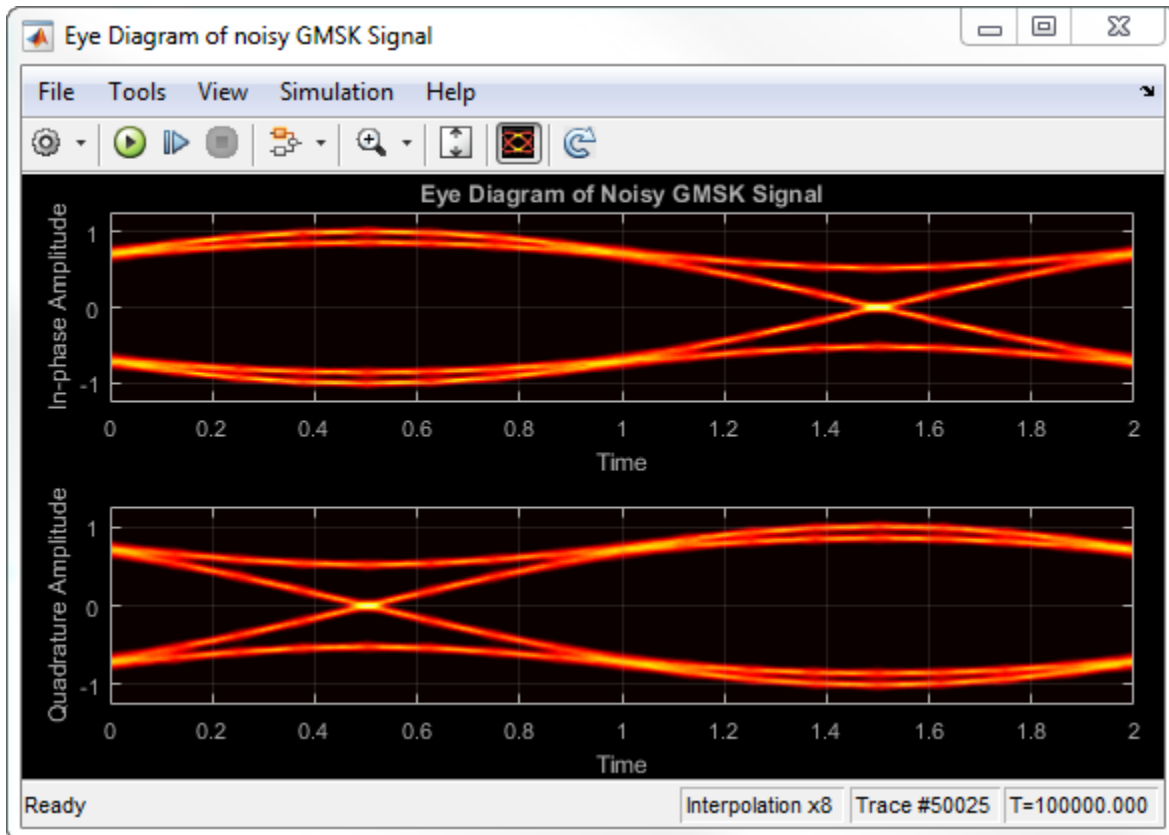 Eye Diagram of noisy GMSK Signal
File Tools View Simulation Help
Eye Diagram of Noisy GMSK Signal
In-phase Amplitude
1
0
-1
0 0.2 0.4 0.6 0.8 1 1.2 1.4 1.6 1.8 2
Time
Quadrature Amplitude
1
0
-1
0 0.2 0.4 0.6 0.8 1 1.2 1.4 1.6 1.8 2
Time
Ready Interpolation x8 Trace #50025 T=100000.000